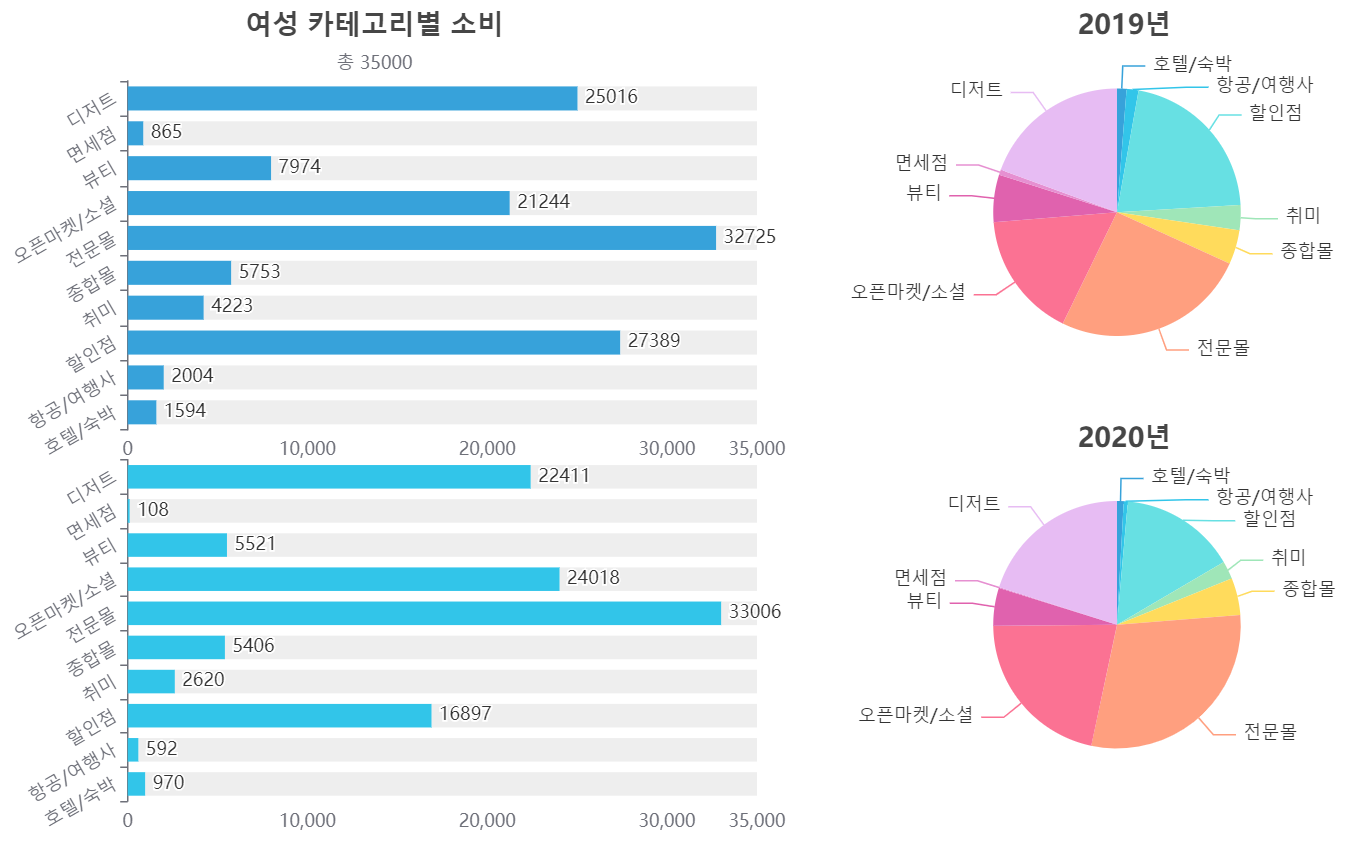 여성 카테고리별 소비
총 35000
디저트
25016
면세점
865
뷰티
7974
오픈마켓/소셜
21244
전문몰
32725
종합몰
5753
취미
4223
할인점
27389
항공/여행사
2004
호텔/숙박
1594
0 10,000 20,000 30,000 35,000
디저트
22411
면세점
108
뷰티
5521
오픈마켓/소셜
24018
전문몰
33006
종합몰
5406
취미
2620
할인점
16897
항공/여행사
592
호텔/숙박
970
0 10,000 20,000 30,000 35,000
2019년
호텔/숙박
항공/여행사
할인점
취미
종합몰
전문몰
오픈마켓/소셜
뷰티
면세점
디저트
2020년
호텔/숙박
항공/여행사
할인점
취미
종합몰
전문몰
오픈마켓/소셜
뷰티
면세점
디저트